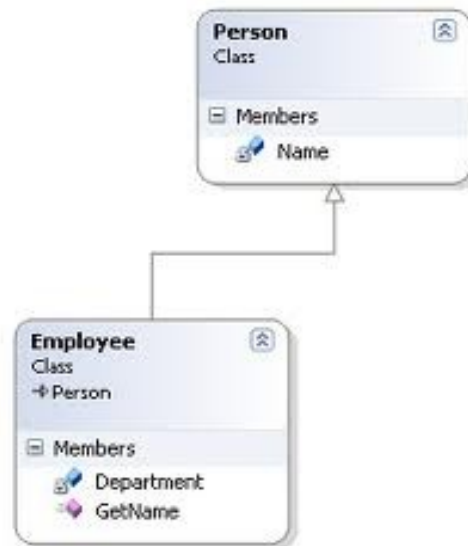 Person
Class
Members
Name
Employee
Class
Person
Members
Department
GetName